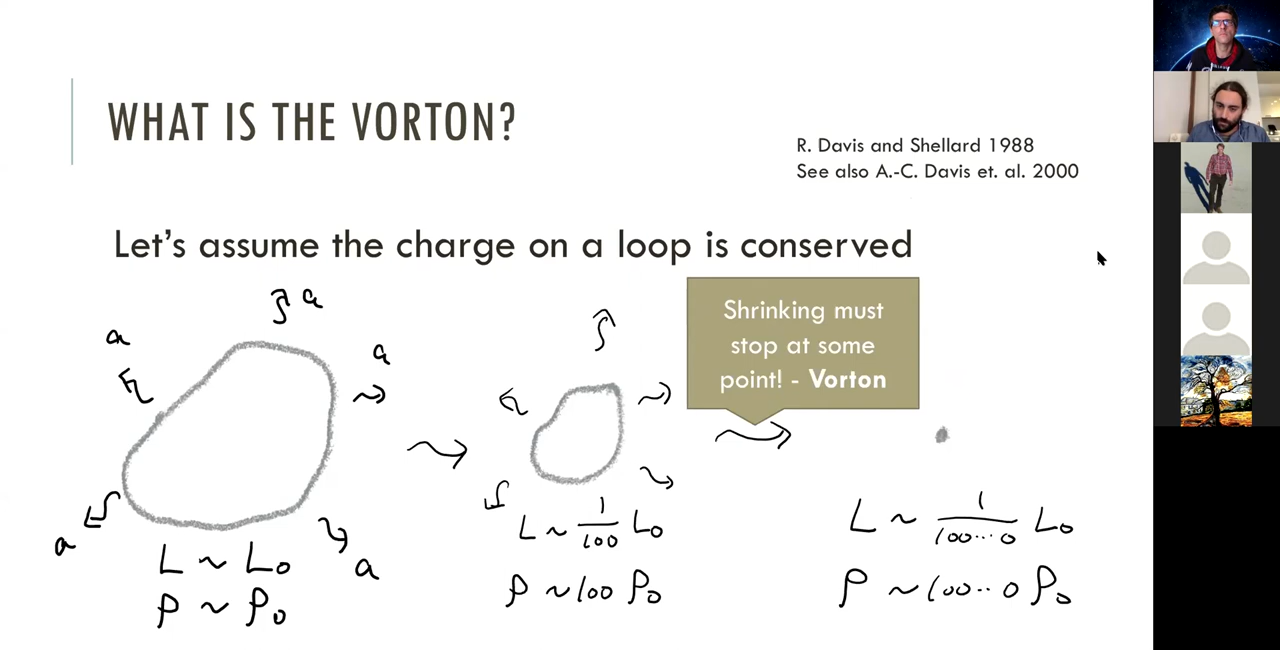 WHAT IS THE VORTON?
R. Davis and Shellard 1988
See also A.-C. Davis et. al. 2000
Let's assume the charge on a loop is conserved
Shrinking must
stop at some
point! - Vorton
a
a
a
a
a
L ~ L₀
ρ ~ ρ₀
L ~ 1/100 L₀
ρ ~ 100 ρ₀
L ~ 1/100...0 L₀
ρ ~ 100..0 ρ₀